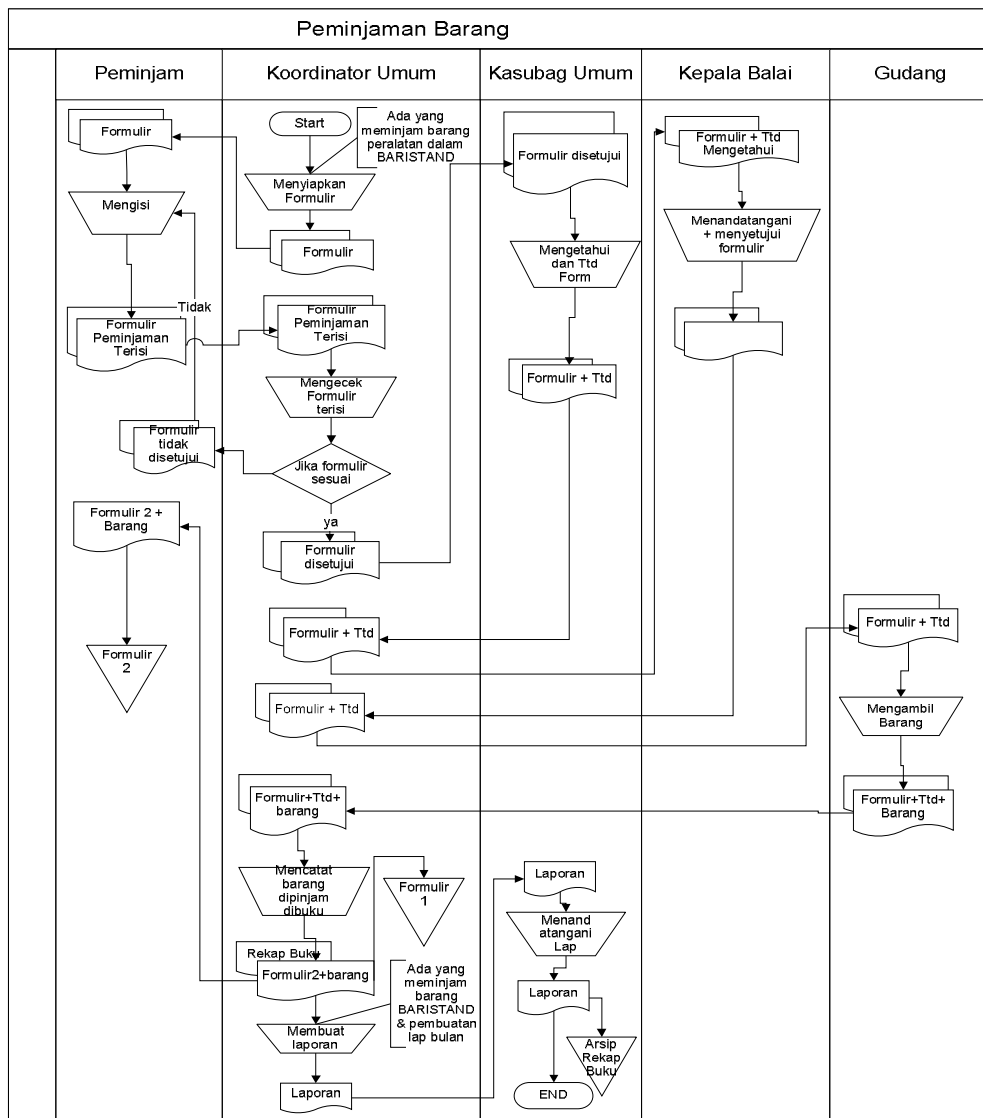 Peminjaman Barang
Peminjam
Koordinator Umum
Kasubag Umum
Kepala Balai
Gudang
Formulir
Mengisi
Tidak
Formulir
Peminjaman
Terisi
Formulir
tidak
disetujui
Formulir 2 +
Barang
Formulir
2
Start
Ada yang
meminjam barang
peralatan dalam
BARISTAND
Menyiapkan
Formulir
Formulir
Formulir
Peminjaman
Terisi
Mengecek
Formulir
terisi
Jika formulir
sesuai
ya
Formulir
disetujui
Formulir + Ttd
Formulir + Ttd
Formulir+Ttd+
barang
Mencatat
barang
dipinjam
dibuku
Formulir
1
Rekap Buku
Formulir2+barang
Ada yang
meminjam
barang
BARISTAND
& pembuatan
lap bulan
Membuat
laporan
Laporan
Formulir disetujui
Mengetahui
dan Ttd
Form
Formulir + Ttd
Laporan
Menand
atangani
Lap
Laporan
Arsip
Rekap
Buku
END
Formulir + Ttd
Mengetahui
Menandatangani
+ menyetujui
formulir
Formulir + Ttd
Mengambil
Barang
Formulir+Ttd+
Barang